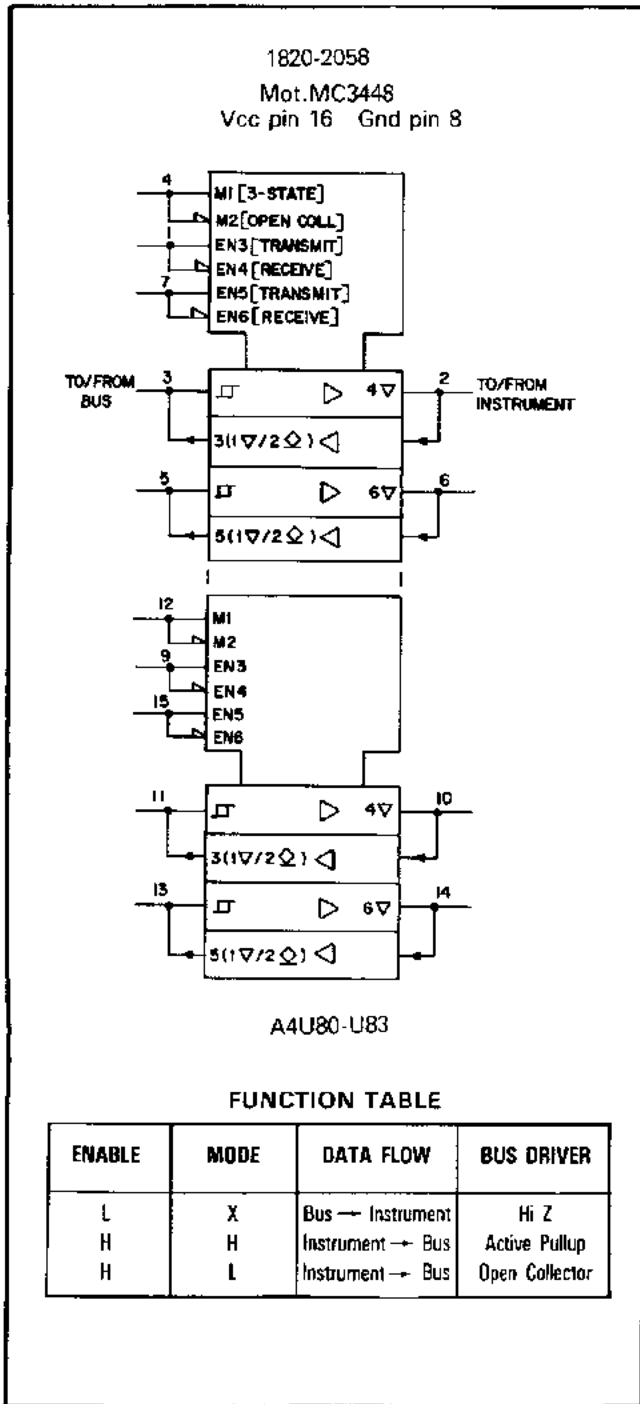 1820-2058
Mot.MC3448
Vcc pin 16 Gnd pin 8
4
M1 [3-STATE]
M2[OPEN COLL]
EN3[TRANSMIT]
EN4[RECEIVE]
7
EN5[TRANSMIT]
EN6[RECEIVE]
TO/FROM BUS
3
4▽
2
TO/FROM INSTRUMENT
3(1▽/2◇)
5
6▽
6
5(1▽/2◇)
12
M1
M2
9
EN3
EN4
15
EN5
EN6
11
4▽
10
3(1▽/2◇)
13
6▽
14
5(1▽/2◇)
A4U80-U83
FUNCTION TABLE
ENABLE MODE DATA FLOW BUS DRIVER
L X Bus → Instrument Hi Z
H H Instrument → Bus Active Pullup
H L Instrument → Bus Open Collector